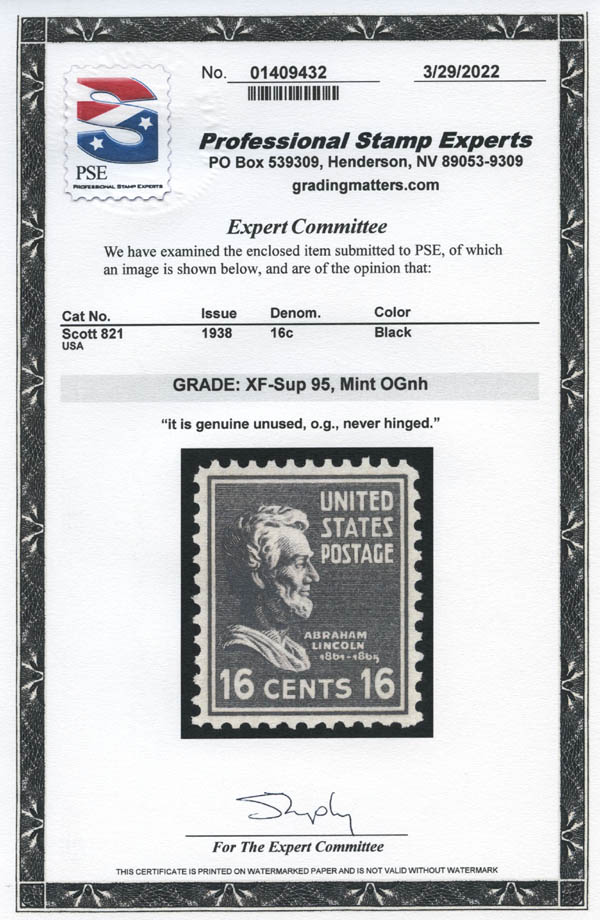 No. 01409432 3/29/2022
PSE
PROFESSIONAL STAMP EXPERTS
Professional Stamp Experts
PO Box 539309, Henderson, NV 89053-9309
gradingmatters.com
Expert Committee
We have examined the enclosed item submitted to PSE, of which
an image is shown below, and are of the opinion that:
Cat No. Issue Denom. Color
Scott 821 1938 16c Black
USA
GRADE: XF-Sup 95, Mint OGnh
“it is genuine unused, o.g., never hinged.”
UNITED
STATES
POSTAGE
ABRAHAM
LINCOLN
1861-1865
16 CENTS 16
For The Expert Committee
THIS CERTIFICATE IS PRINTED ON WATERMARKED PAPER AND IS NOT VALID WITHOUT WATERMARK